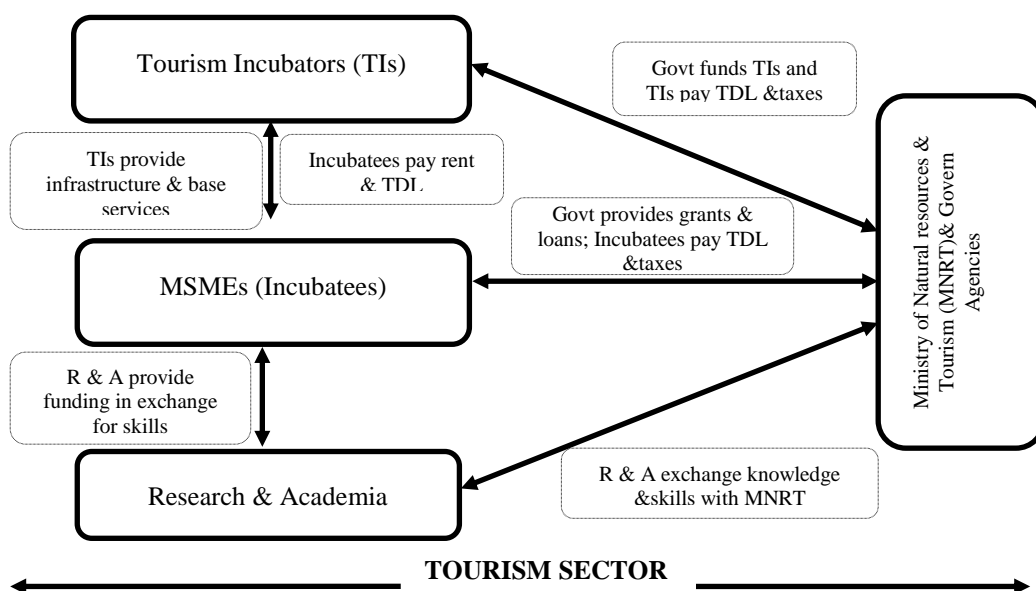 Tourism Incubators (TIs)
Govt funds TIs and
TIs pay TDL &taxes
TIs provide
infrastructure & base
services
Incubatees pay rent
& TDL
Govt provides grants &
loans; Incubatees pay TDL
&taxes
MSMEs (Incubatees)
Ministry of Natural resources &
Tourism (MNRT)& Govern
Agencies
R & A provide
funding in exchange
for skills
Research & Academia
R & A exchange knowledge
&skills with MNRT
TOURISM SECTOR